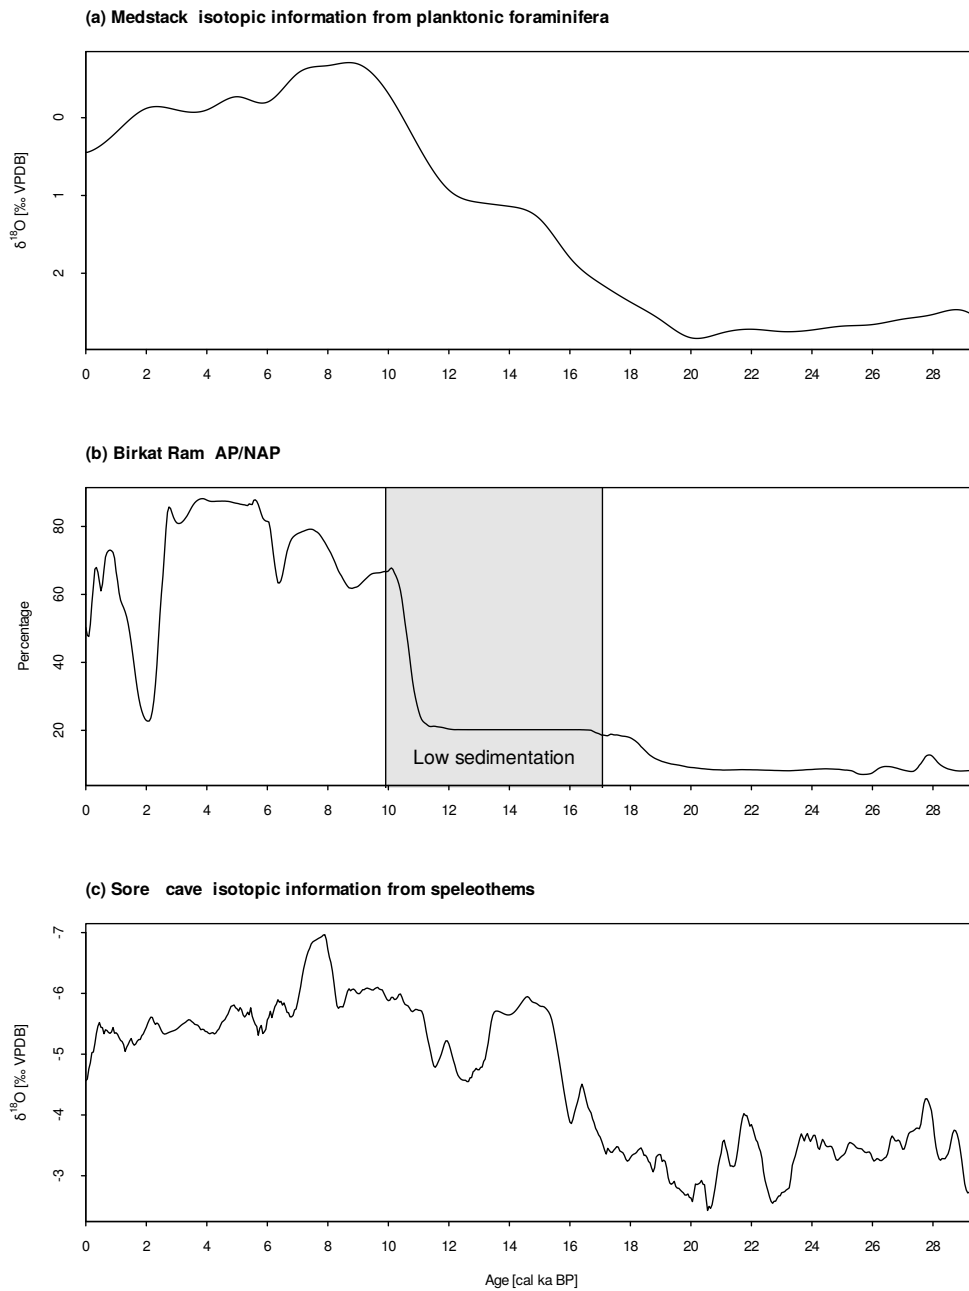 (a) Medstack isotopic information from planktonic foraminifera
δ18O [‰ VPDB]
0
1
2
0 2 4 6 8 10 12 14 16 18 20 22 24 26 28
(b) Birkat Ram AP/NAP
Percentage
80
60
40
20
Low sedimentation
0 2 4 6 8 10 12 14 16 18 20 22 24 26 28
(c) Sore cave isotopic information from speleothems
δ18O [‰ VPDB]
-7
-6
-5
-4
-3
0 2 4 6 8 10 12 14 16 18 20 22 24 26 28
Age [cal ka BP]